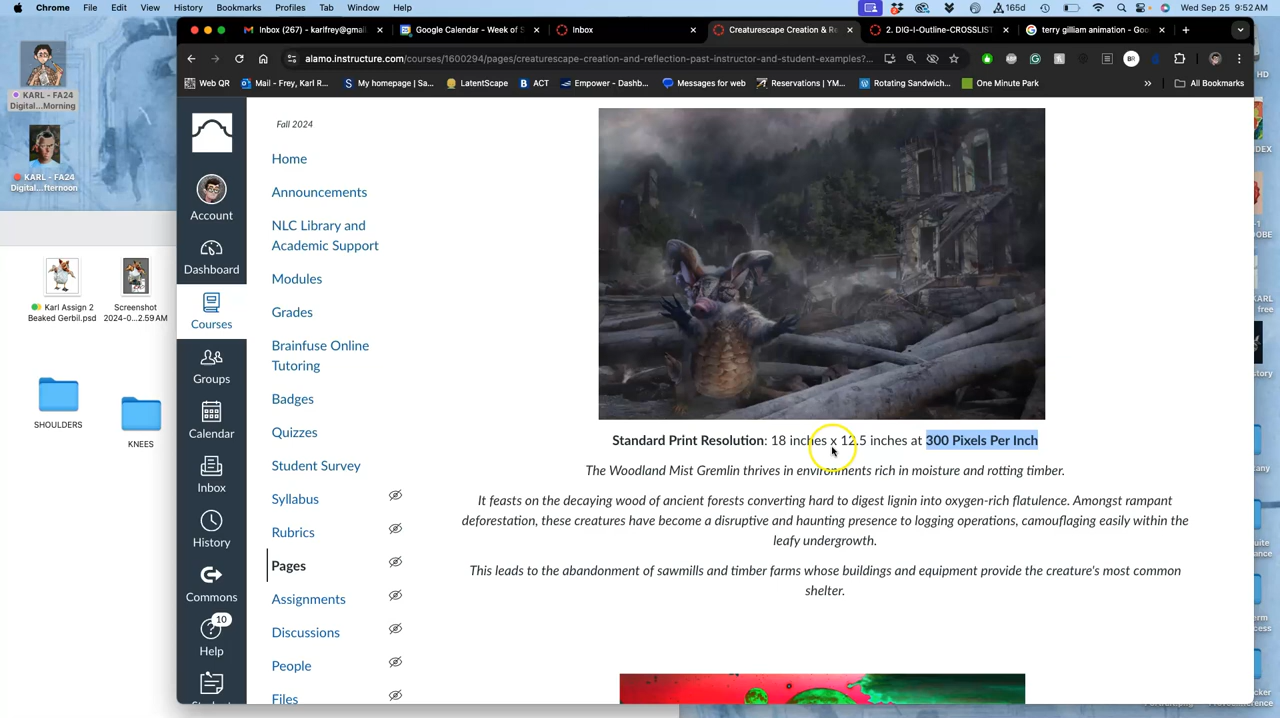 Chrome File Edit View History Bookmarks Profiles Tab Window Help
165d
Wed Sep 25 9:52 AM
Inbox (267) - karlfrey@gmai
Google Calendar - Week of S
Inbox
Creaturescape Creation & Re
2. DIG-I-Outline-CROSSLIST
terry gilliam animation - Goo
alamo.instructure.com/courses/1600294/pages/creaturescape-creation-and-reflection-past-instructor-and-student-examples?...
Web QR
K Roster - Frey, Karl R...
My homepage | Sa...
LatentScape
ACT
Empower - Dashb...
Messages for web
Reservations | YM...
Rotating Sandwich...
One Minute Park
»
All Bookmarks
KARL - FA24
Digital...Morning
KARL - FA24
Digital...fternoon
Karl Assign 2
Beaked Gerbil.psd
Screenshot
2024-0...2.59 AM
SHOULDERS
KNEES
Account
Dashboard
Courses
Groups
Calendar
Inbox
History
Commons
10
Help
Fall 2024
Home
Announcements
NLC Library and
Academic Support
Modules
Grades
Brainfuse Online
Tutoring
Badges
Quizzes
Student Survey
Syllabus
Rubrics
Pages
Assignments
Discussions
People
Files
Standard Print Resolution: 18 inches x 12.5 inches at 300 Pixels Per Inch
The Woodland Mist Gremlin thrives in environments rich in moisture and rotting timber.
It feasts on the decaying wood of ancient forests converting hard to digest lignin into oxygen-rich flatulence. Amongst rampant
deforestation, these creatures have become a disruptive and haunting presence to logging operations, camouflaging easily within the
leafy undergrowth.
This leads to the abandonment of sawmills and timber farms whose buildings and equipment provide the creature's most common
shelter.
HD